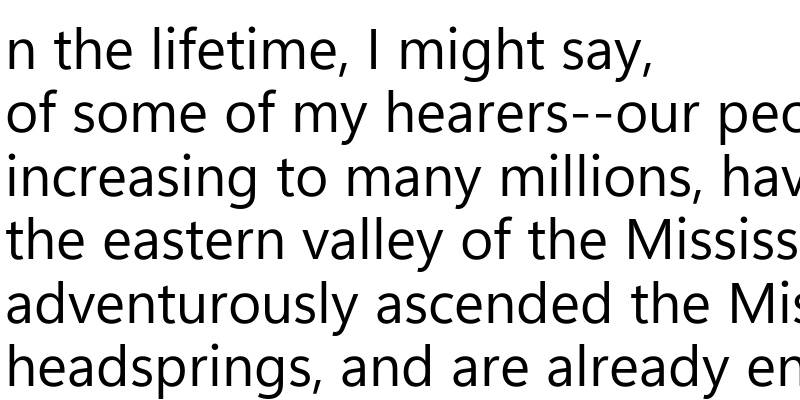 n the lifetime, I might say,
of some of my hearers--our peo
increasing to many millions, hav
the eastern valley of the Mississ
adventurously ascended the Mis
headsprings, and are already en